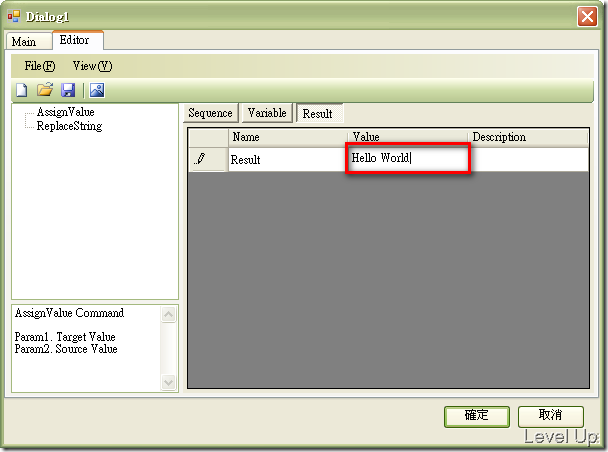 Dialog1
Main Editor
File(F) View(V)
AssignValue
ReplaceString
Sequence Variable Result
Name Value Description
Result Hello World
AssignValue Command
Param1. Target Value
Param2. Source Value
確定 取消
Level Up